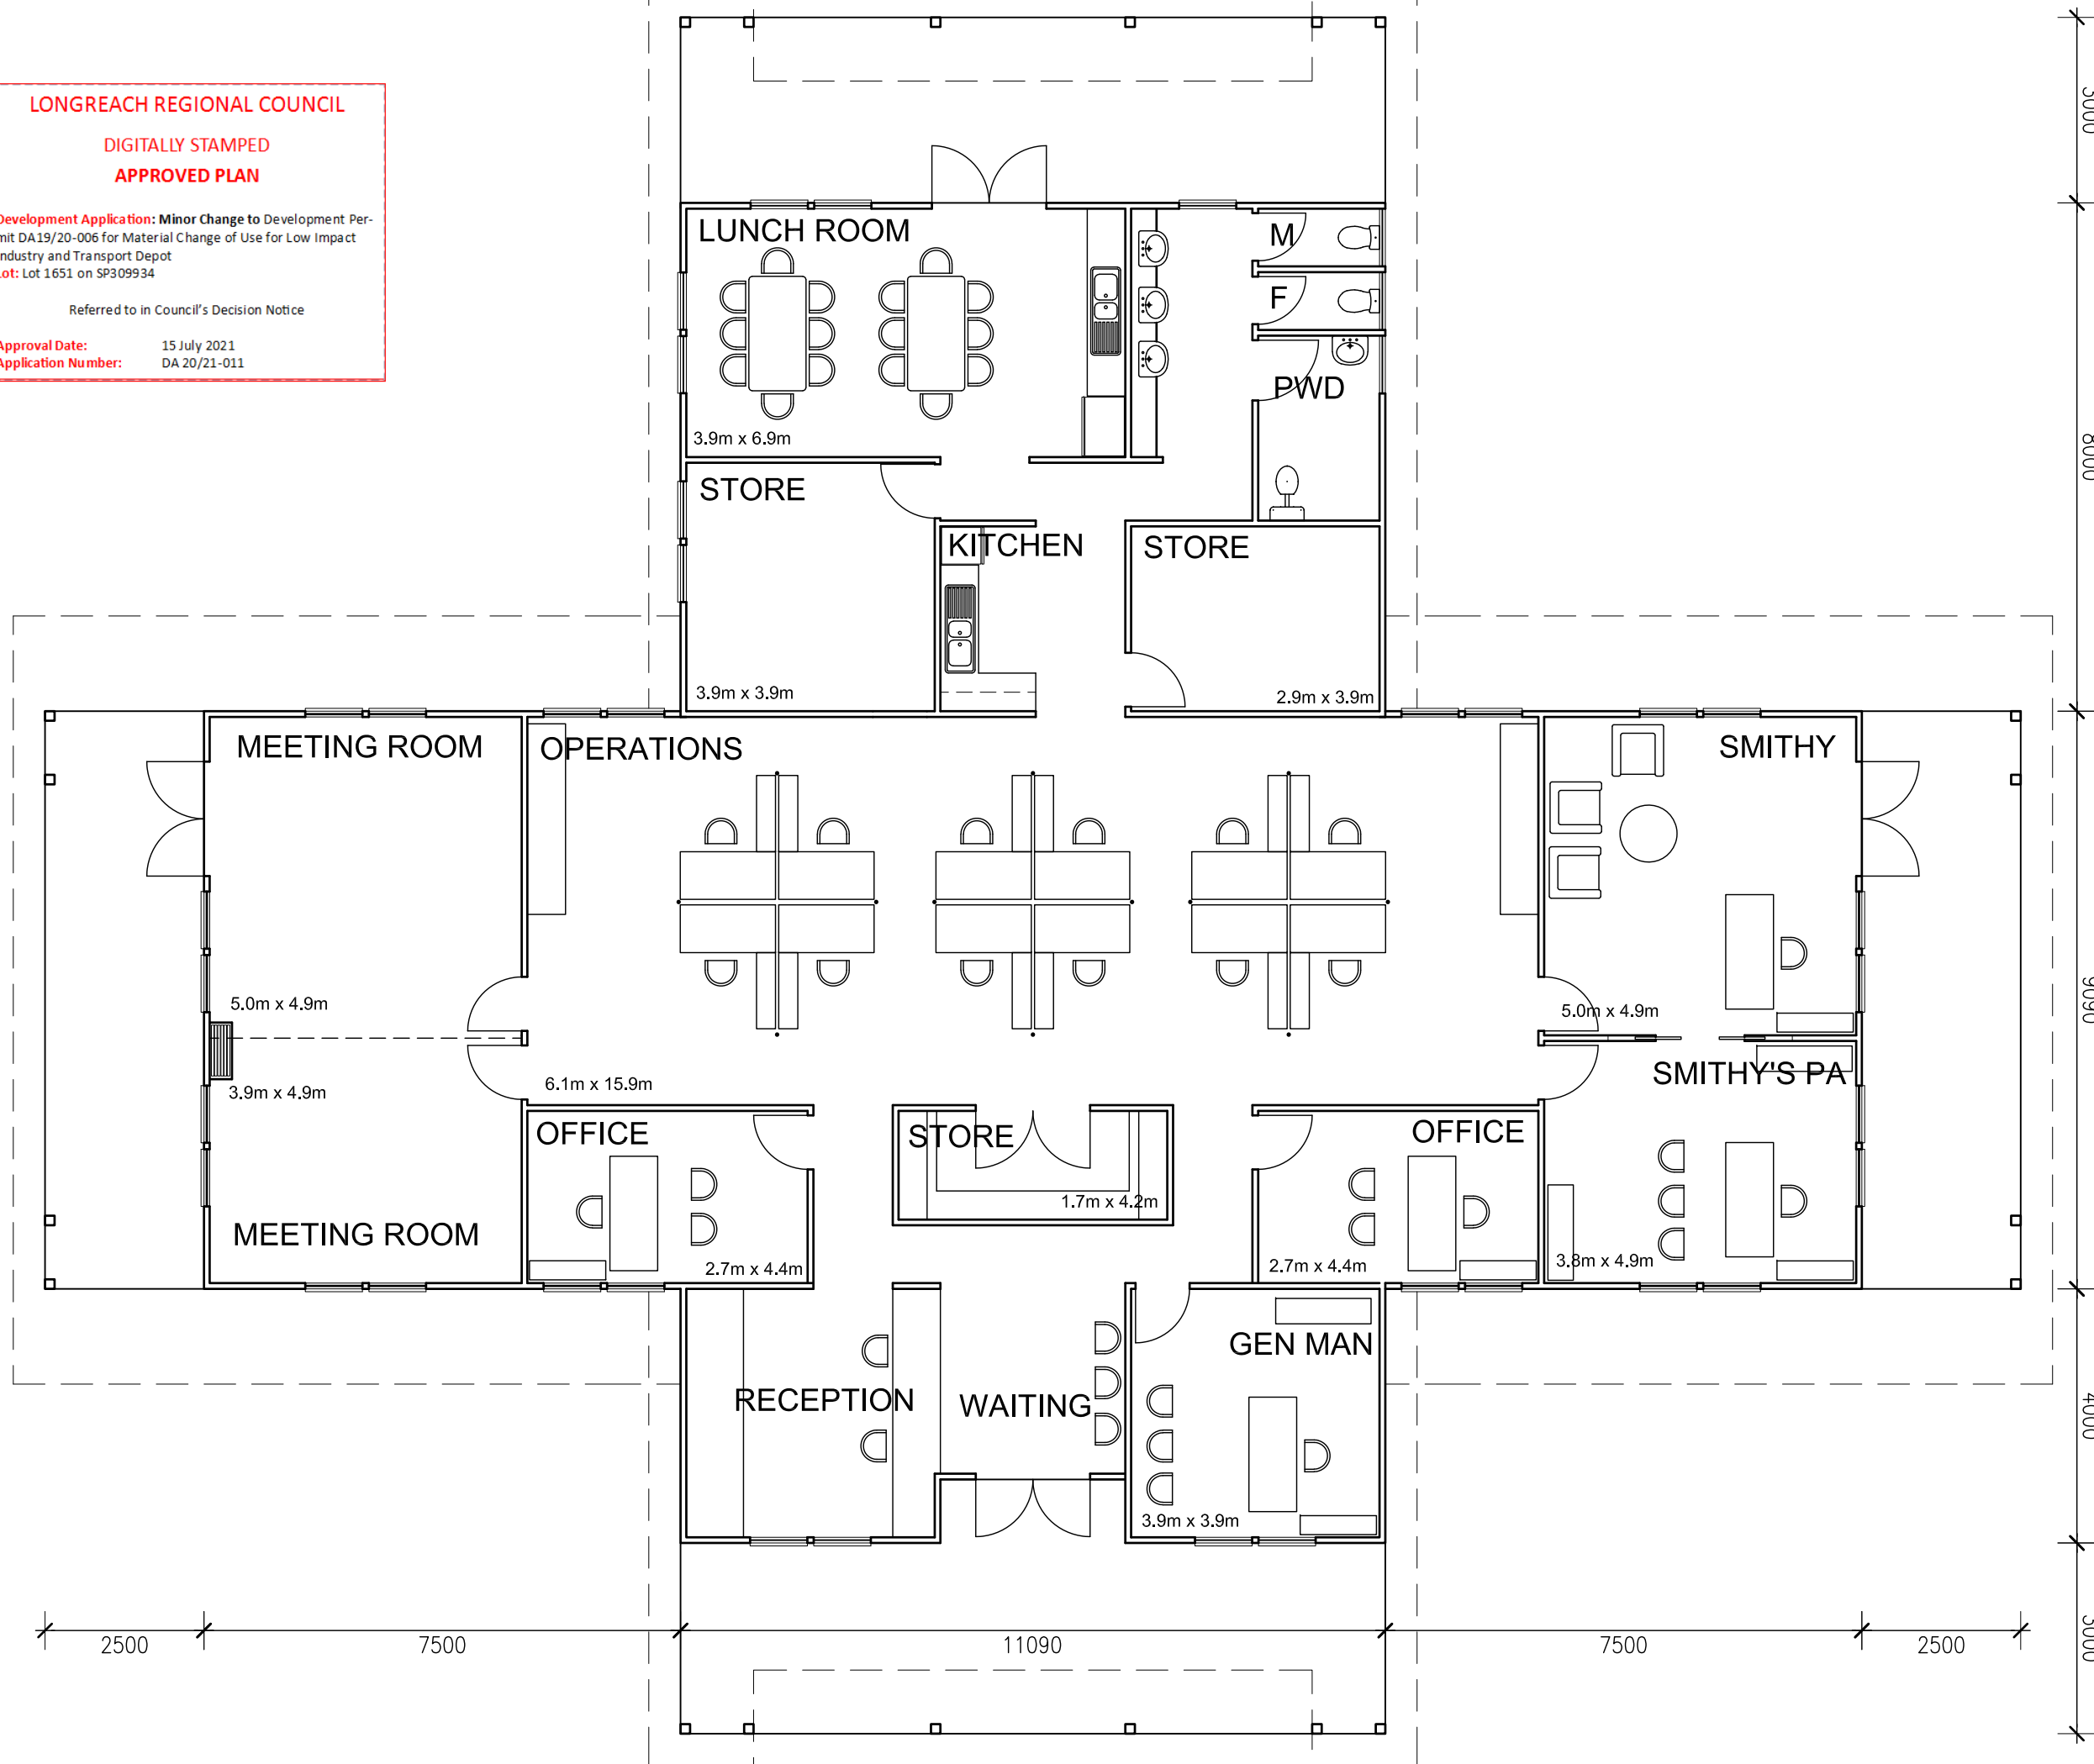 LONGREACH REGIONAL COUNCIL
DIGITALLY STAMPED
APPROVED PLAN
Development Application: Minor Change to Development Per-
mit DA19/20-006 for Material Change of Use for Low Impact
Industry and Transport Depot
Lot: Lot 1651 on SP309934
Referred to in Council's Decision Notice
Approval Date: 15 July 2021
Application Number: DA 20/21-011
LUNCH ROOM
3.9m x 6.9m
M
F
PWD
STORE
3.9m x 3.9m
KITCHEN
STORE
2.9m x 3.9m
MEETING ROOM
5.0m x 4.9m
3.9m x 4.9m
MEETING ROOM
OPERATIONS
6.1m x 15.9m
SMITHY
5.0m x 4.9m
SMITHY'S PA
3.8m x 4.9m
OFFICE
2.7m x 4.4m
STORE
1.7m x 4.2m
OFFICE
2.7m x 4.4m
RECEPTION
WAITING
GEN MAN
3.9m x 3.9m
2500
7500
11090
7500
2500
3000
8000
9090
4000
3000